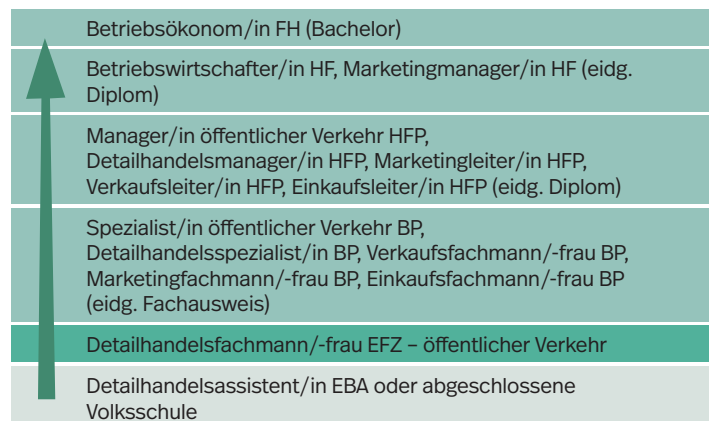 Betriebsökonom/in FH (Bachelor)
Betriebswirtschafter/in HF, Marketingmanager/in HF (eidg.
Diplom)
Manager/in öffentlicher Verkehr HFP,
Detailhandelsmanager/in HFP, Marketingleiter/in HFP,
Verkaufsleiter/in HFP, Einkaufsleiter/in HFP (eidg. Diplom)
Spezialist/in öffentlicher Verkehr BP,
Detailhandelsspezialist/in BP, Verkaufsfachmann/-frau BP,
Marketingfachmann/-frau BP, Einkaufsfachmann/-frau BP
(eidg. Fachausweis)
Detailhandelsfachmann/-frau EFZ – öffentlicher Verkehr
Detailhandelsassistent/in EBA oder abgeschlossene
Volksschule